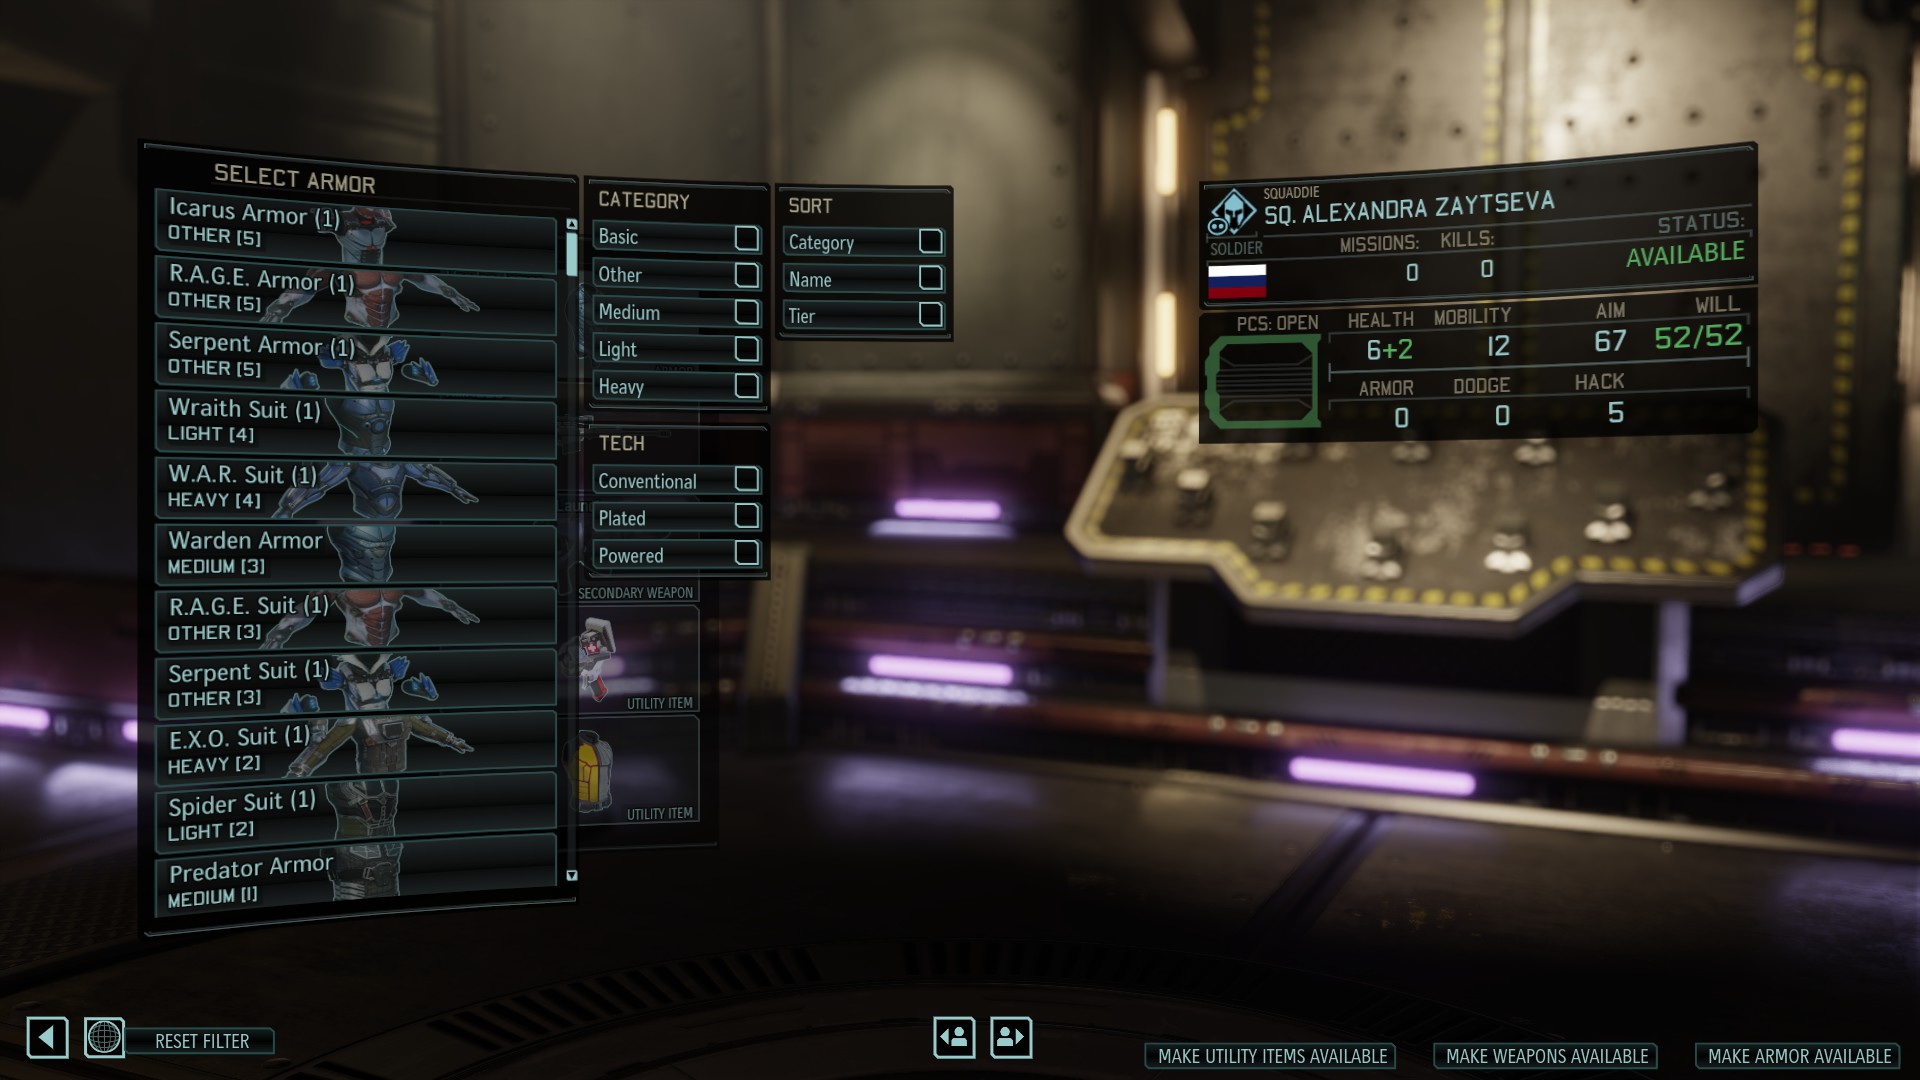 SELECT ARMOR
Icarus Armor (1)
OTHER [5]
R.A.G.E. Armor (1)
OTHER [5]
Serpent Armor (1)
OTHER [5]
Wraith Suit (1)
LIGHT [4]
W.A.R. Suit (1)
HEAVY [4]
Warden Armor
MEDIUM [3]
R.A.G.E. Suit (1)
OTHER [3]
Serpent Suit (1)
OTHER [3]
E.X.O. Suit (1)
HEAVY [2]
Spider Suit (1)
LIGHT [2]
Predator Armor
MEDIUM [1]
CATEGORY
Basic
Other
Medium
Light
Heavy
TECH
Conventional
Plated
Powered
SORT
Category
Name
Tier
SECONDARY WEAPON
UTILITY ITEM
UTILITY ITEM
SQUADDIE
SQ. ALEXANDRA ZAYTSEVA
SOLDIER
MISSIONS: KILLS: STATUS:
0 0 AVAILABLE
PCS: OPEN
HEALTH MOBILITY AIM WILL
6+2 12 67 52/52
ARMOR DODGE HACK
0 0 5
RESET FILTER
MAKE UTILITY ITEMS AVAILABLE
MAKE WEAPONS AVAILABLE
MAKE ARMOR AVAILABLE